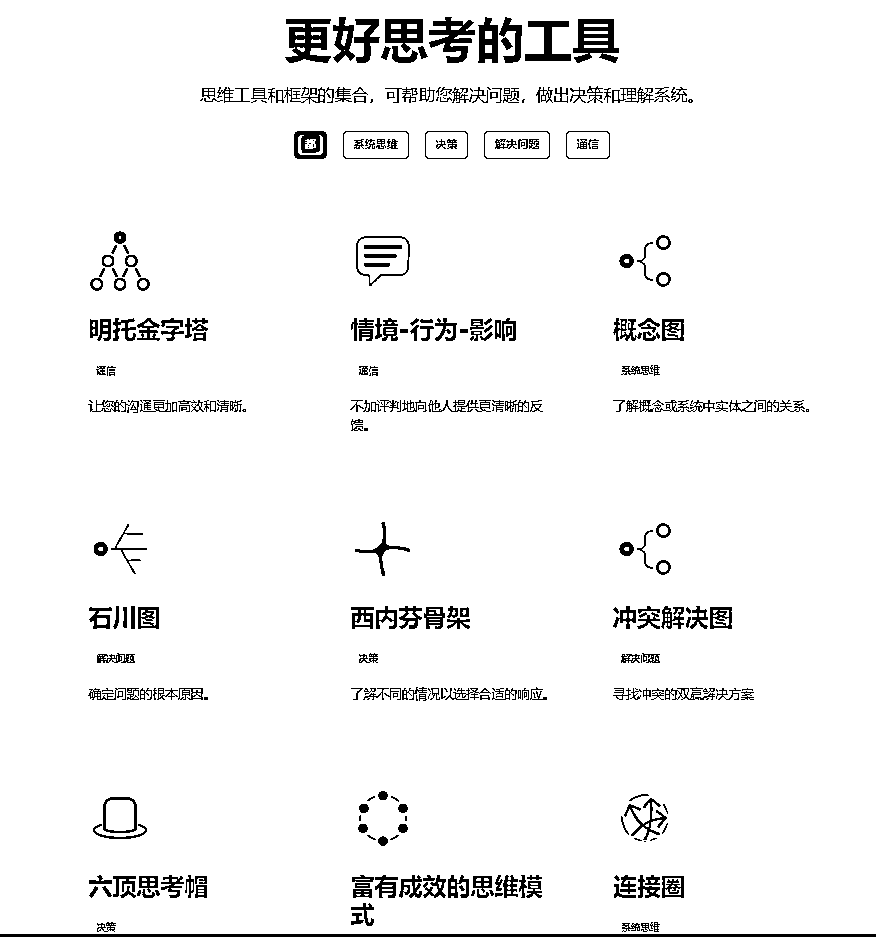 更好思考的工具
思维工具和框架的集合，可帮助您解决问题，做出决策和理解系统。
都 系统思维 决策 解决问题 通信
明托金字塔
通信
让您的沟通更加高效和清晰。
情境-行为-影响
通信
不加评判地向他人提供更清晰的反
馈。
概念图
系统思维
了解概念或系统中实体之间的关系。
石川图
解决问题
确定问题的根本原因。
西内芬骨架
决策
了解不同的情况以选择合适的响应。
冲突解决图
解决问题
寻找冲突的双赢解决方案
六顶思考帽
决策
富有成效的思维模
式
连接圈
系统思维